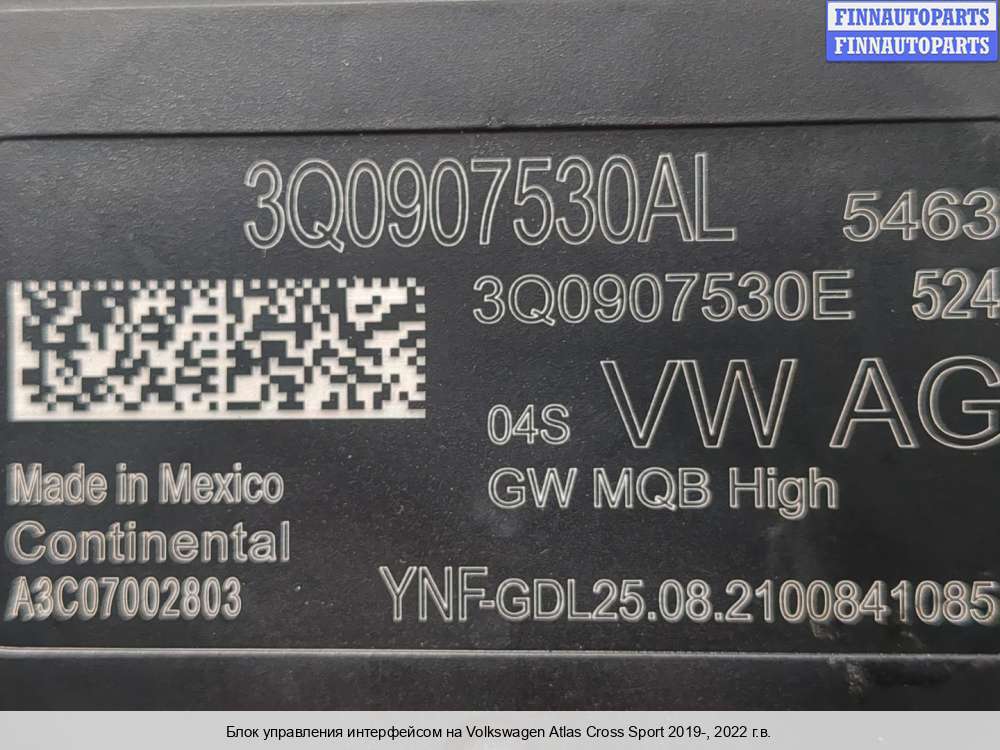 FINNAUTOPARTS
FINNAUTOPARTS
3Q0907530AL 5463
3Q0907530E 524
04S VW AG
GW MQB High
Made in Mexico
Continental
A3C07002803
YNF-GDL25.08.2100841085
Блок управления интерфейсом на Volkswagen Atlas Cross Sport 2019-, 2022 г.в.